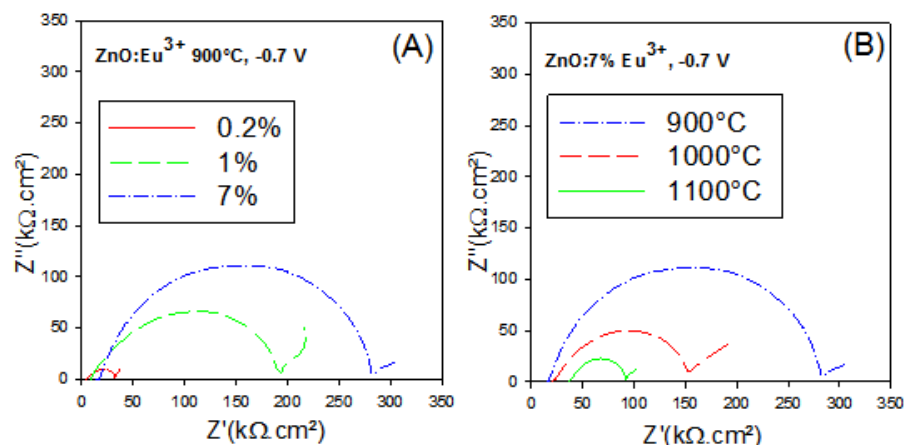 ZnO:Eu³⁺ 900°C, -0.7 V
(A)
0.2%
1%
7%
Z''(kΩ.cm²)
350
300
250
200
150
100
50
0
0 50 100 150 200 250 300 350
Z'(kΩ.cm²)
ZnO:7% Eu³⁺, -0.7 V
(B)
900°C
1000°C
1100°C
Z''(kΩ.cm²)
350
300
250
200
150
100
50
0
0 50 100 150 200 250 300 350
Z'(kΩ.cm²)